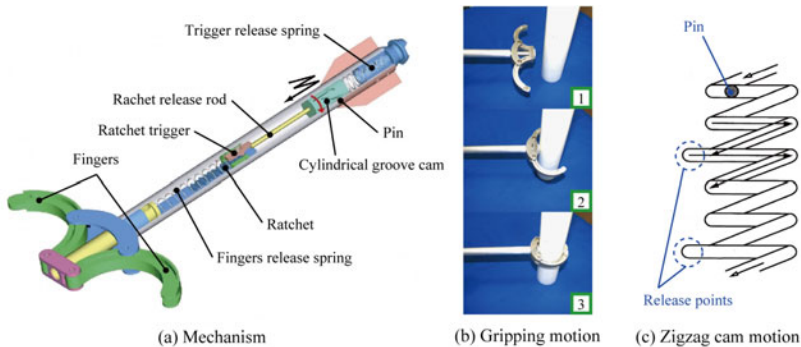 Trigger release spring
Rachet release rod
Ratchet trigger
Fingers
Pin
Cylindrical groove cam
Ratchet
Fingers release spring
(a) Mechanism
1
2
3
(b) Gripping motion
Pin
Release points
(c) Zigzag cam motion